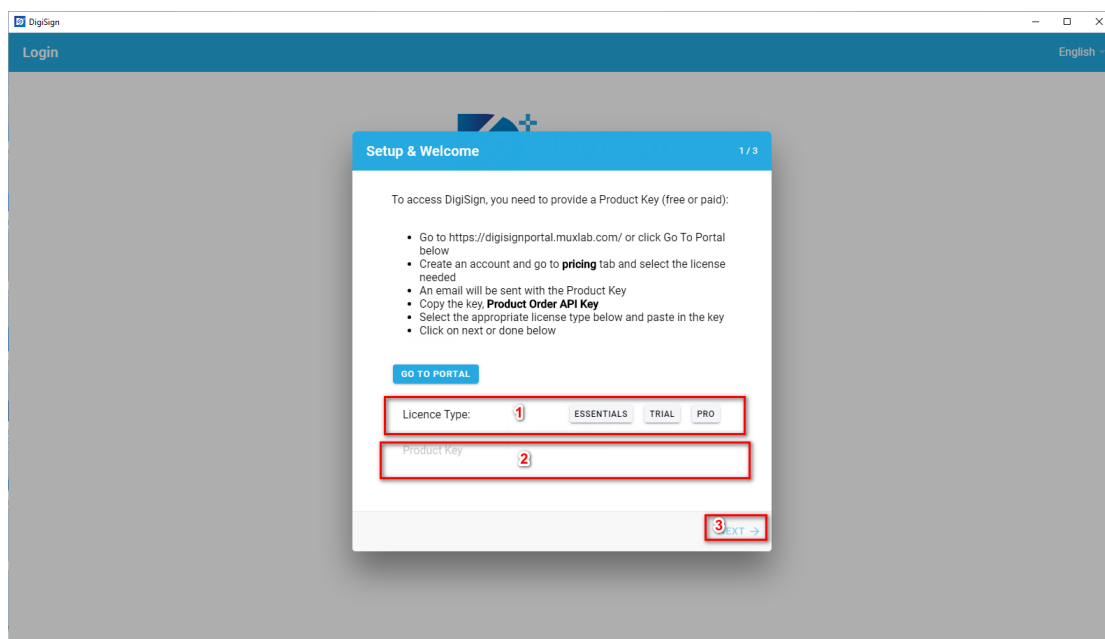 DigiSign
Login
English
Setup & Welcome
1 / 3
To access DigiSign, you need to provide a Product Key (free or paid):
• Go to https://digisignportal.muxlab.com/ or click Go To Portal
below
• Create an account and go to pricing tab and select the license
needed
• An email will be sent with the Product Key
• Copy the key, Product Order API Key
• Select the appropriate license type below and paste in the key
• Click on next or done below
GO TO PORTAL
Licence Type: 1 ESSENTIALS TRIAL PRO
Product Key
2
3